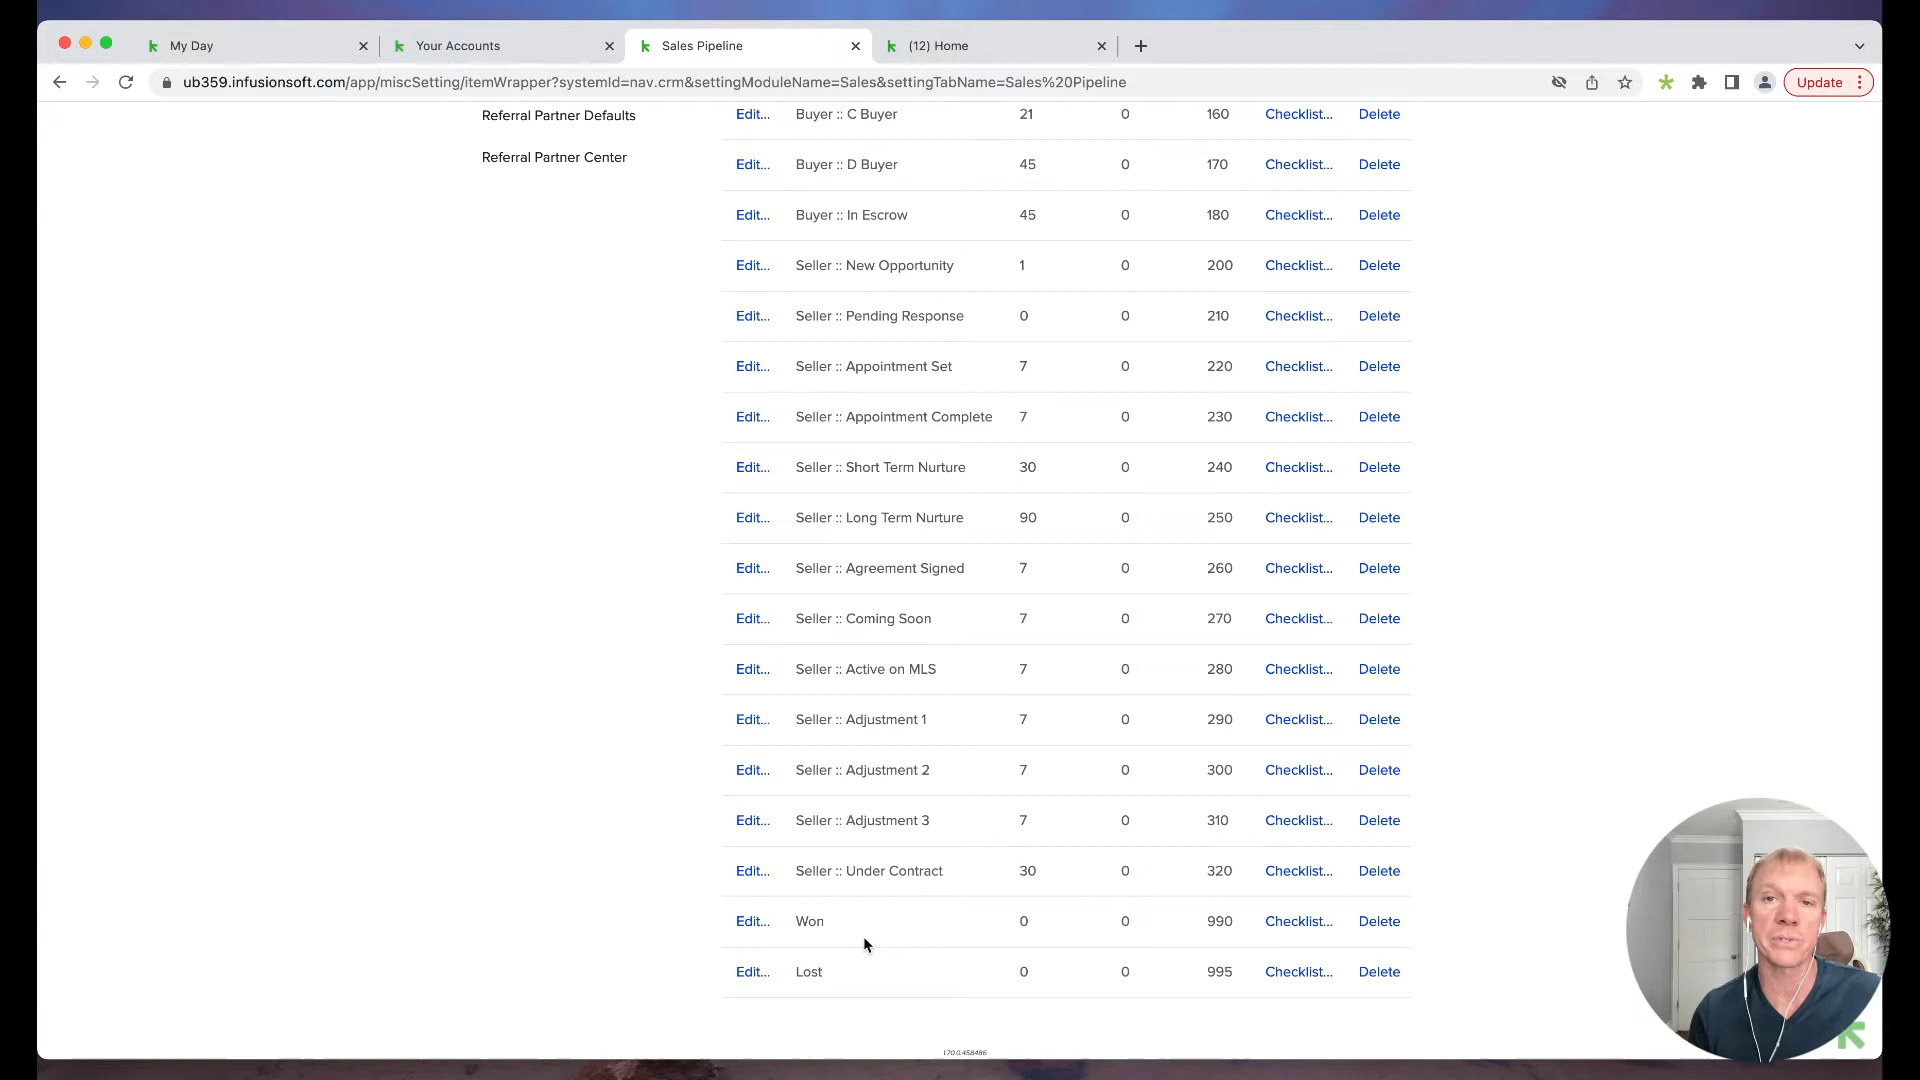 My Day
Your Accounts
Sales Pipeline
(12) Home
ub359.infusionsoft.com/app/miscSetting/itemWrapper?systemId=nav.crm&settingModuleName=Sales&settingTabName=Sales%20Pipeline
Update
Referral Partner Defaults
Referral Partner Center
Edit... Buyer :: C Buyer 21 0 160 Checklist... Delete
Edit... Buyer :: D Buyer 45 0 170 Checklist... Delete
Edit... Buyer :: In Escrow 45 0 180 Checklist... Delete
Edit... Seller :: New Opportunity 1 0 200 Checklist... Delete
Edit... Seller :: Pending Response 0 0 210 Checklist... Delete
Edit... Seller :: Appointment Set 7 0 220 Checklist... Delete
Edit... Seller :: Appointment Complete 7 0 230 Checklist... Delete
Edit... Seller :: Short Term Nurture 30 0 240 Checklist... Delete
Edit... Seller :: Long Term Nurture 90 0 250 Checklist... Delete
Edit... Seller :: Agreement Signed 7 0 260 Checklist... Delete
Edit... Seller :: Coming Soon 7 0 270 Checklist... Delete
Edit... Seller :: Active on MLS 7 0 280 Checklist... Delete
Edit... Seller :: Adjustment 1 7 0 290 Checklist... Delete
Edit... Seller :: Adjustment 2 7 0 300 Checklist... Delete
Edit... Seller :: Adjustment 3 7 0 310 Checklist... Delete
Edit... Seller :: Under Contract 30 0 320 Checklist... Delete
Edit... Won 0 0 990 Checklist... Delete
Edit... Lost 0 0 995 Checklist... Delete
1.70.0.458486